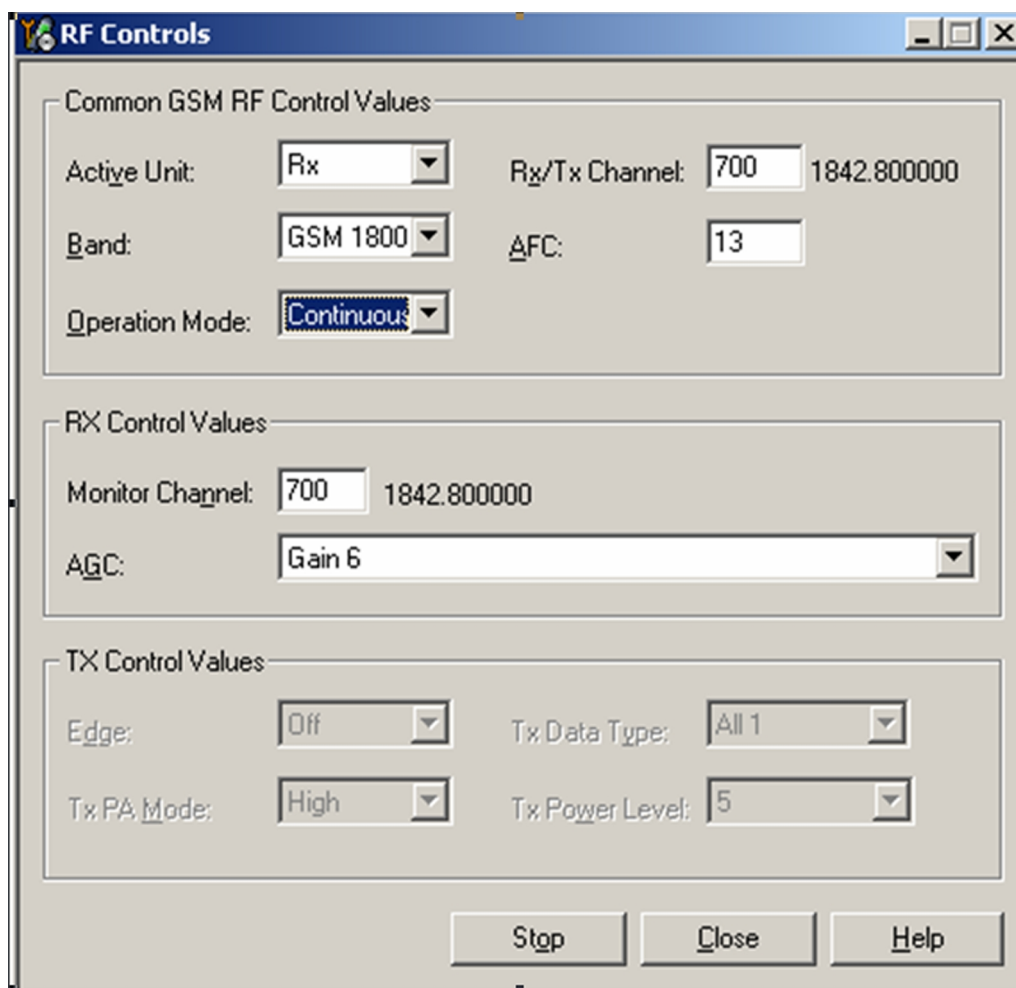 RF Controls
Common GSM RF Control Values
Active Unit: Rx Rx/Tx Channel: 700 1842.800000
Band: GSM 1800 AFC: 13
Operation Mode: Continuous
RX Control Values
Monitor Channel: 700 1842.800000
AGC: Gain 6
TX Control Values
Edge: Off Tx Data Type: All 1
Tx PA Mode: High Tx Power Level: 5
Stop Close Help